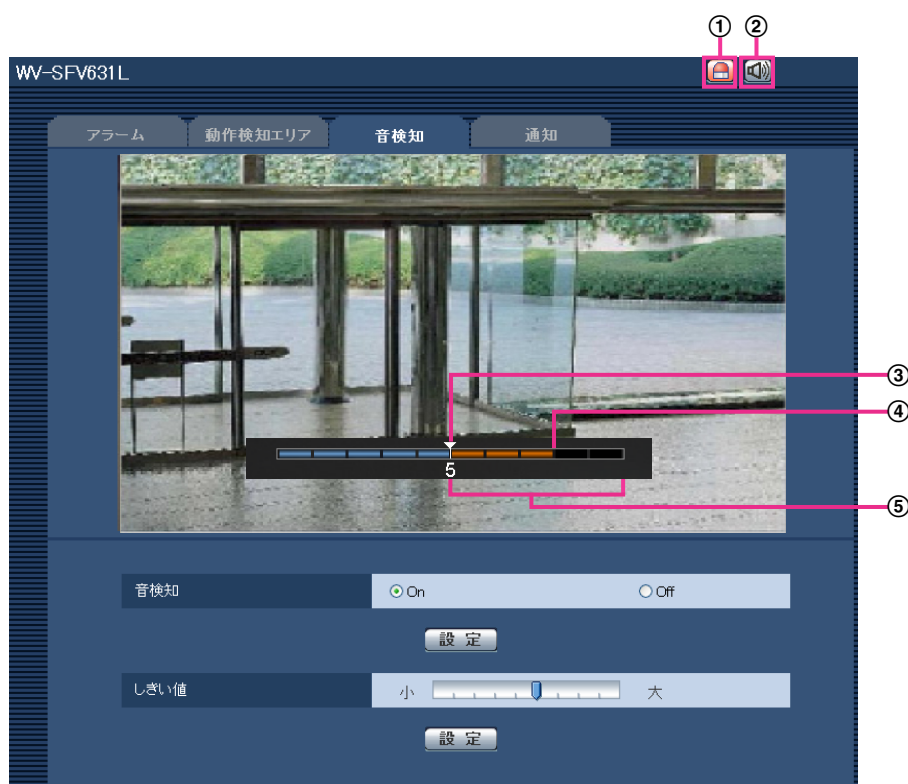 ① ②
WV-SFV631L
アラーム 動作検知エリア 音検知 通知
③
④
5
⑤
音検知 On Off
設 定
しきい値 小 大
設 定